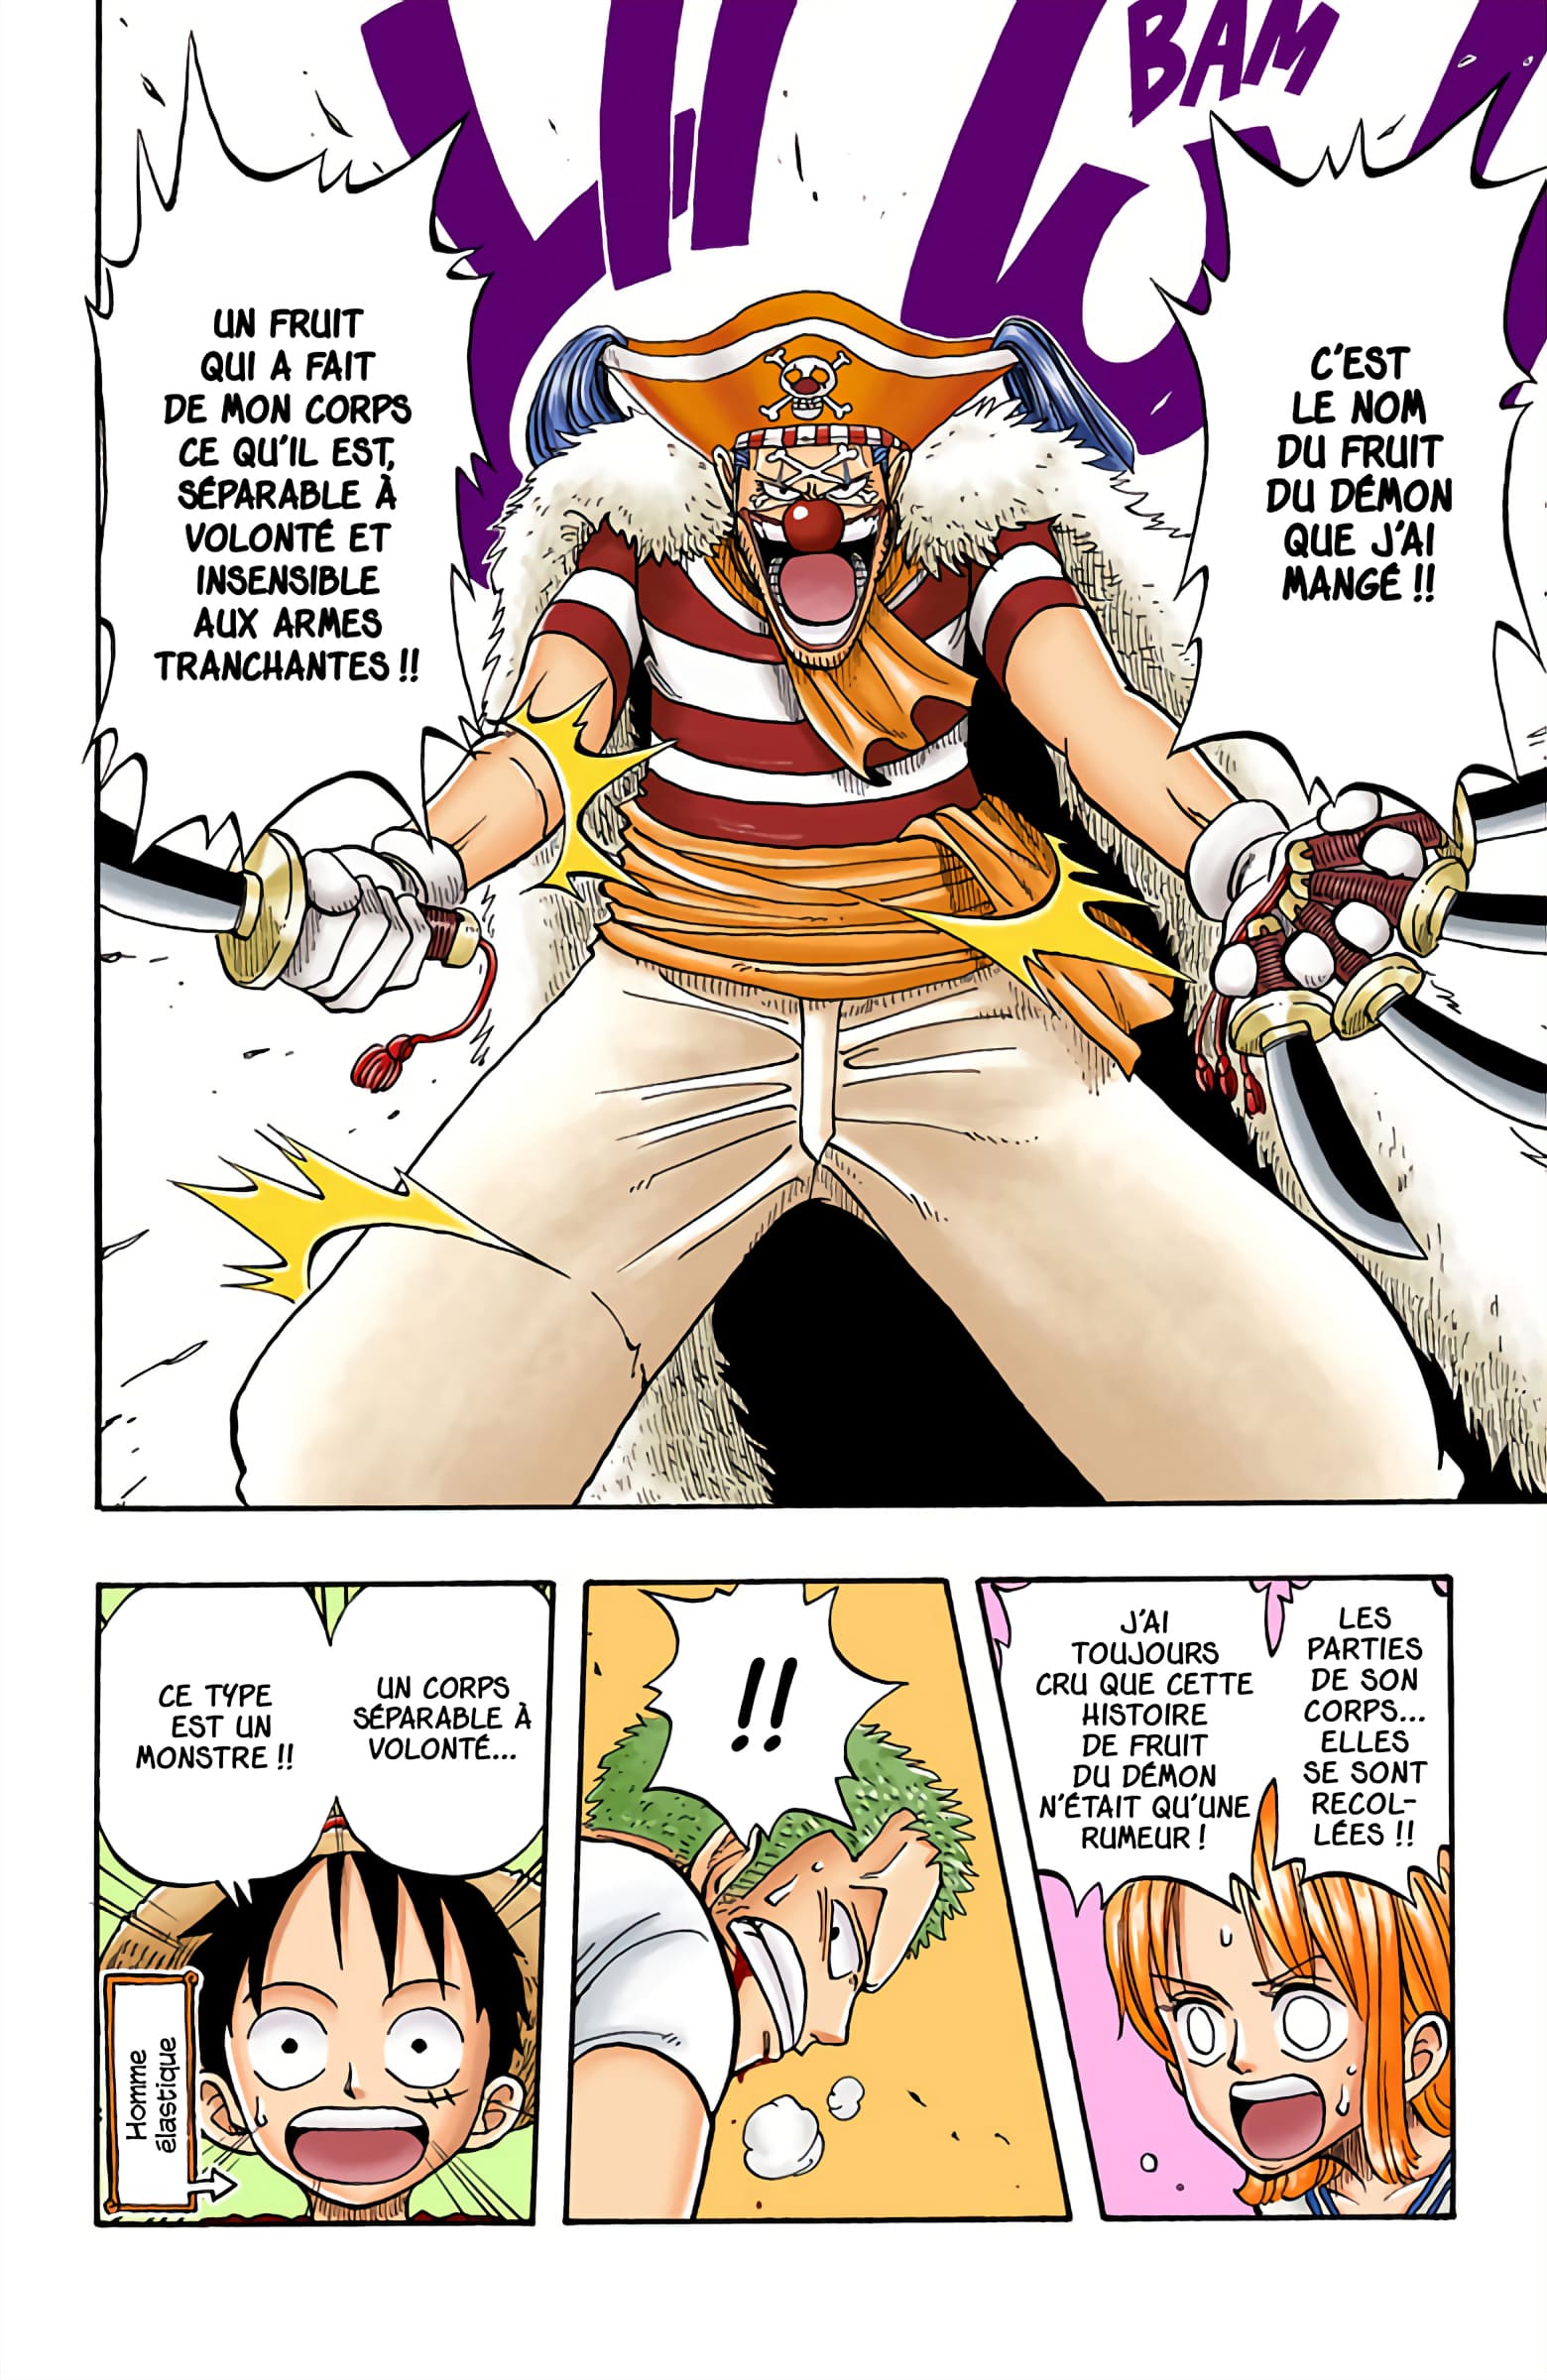 BAM
C'EST
LE NOM
DU FRUIT
DU DÉMON
QUE J'AI
MANGÉ !!
UN FRUIT
QUI A FAIT
DE MON CORPS
CE QU'IL EST,
SÉPARABLE À
VOLONTÉ ET
INSENSIBLE
AUX ARMES
TRANCHANTES !!
LES
PARTIES
DE SON
CORPS...
ELLES
SE SONT
RECOL-
LÉES !!
J'AI
TOUJOURS
CRU QUE CETTE
HISTOIRE
DE FRUIT
DU DÉMON
N'ÉTAIT QU'UNE
RUMEUR !
!!
UN CORPS
SÉPARABLE À
VOLONTÉ...
CE TYPE
EST UN
MONSTRE !!
Homme
élastique